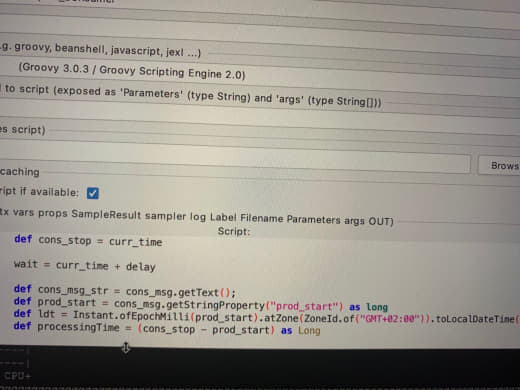 .g. groovy, beanshell, javascript, jexl ...)
(Groovy 3.0.3 / Groovy Scripting Engine 2.0)
to script (exposed as 'Parameters' (type String) and 'args' (type String[]))
es script)
Brows
caching
ript if available:
tx vars props SampleResult sampler log Label Filename Parameters args OUT)
Script:
def cons_stop = curr_time
wait = curr_time + delay
def cons_msg_str = cons_msg.getText();
def prod_start = cons_msg.getStringProperty("prod_start") as long
def ldt = Instant.ofEpochMilli(prod_start).atZone(ZoneId.of("GMT+02:00")).toLocalDateTime(
def processingTime = (cons_stop - prod_start) as Long
CPU+